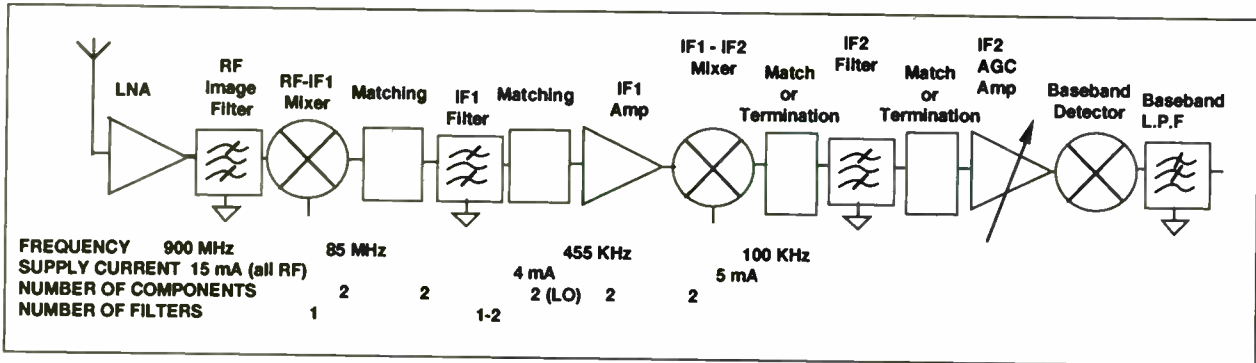 LNA
RF
Image
Filter
RF-IF1
Mixer
Matching
IF1
Filter
Matching
IF1
Amp
IF1 - IF2
Mixer
Match
or
Termination
IF2
Filter
Match
or
Termination
IF2
AGC
Amp
Baseband
Detector
Baseband
L.P.F
FREQUENCY 900 MHz 85 MHz 455 KHz 100 KHz
SUPPLY CURRENT 15 mA (all RF) 4 mA 5 mA
NUMBER OF COMPONENTS 2 2 2 (LO) 2 2
NUMBER OF FILTERS 1 1-2